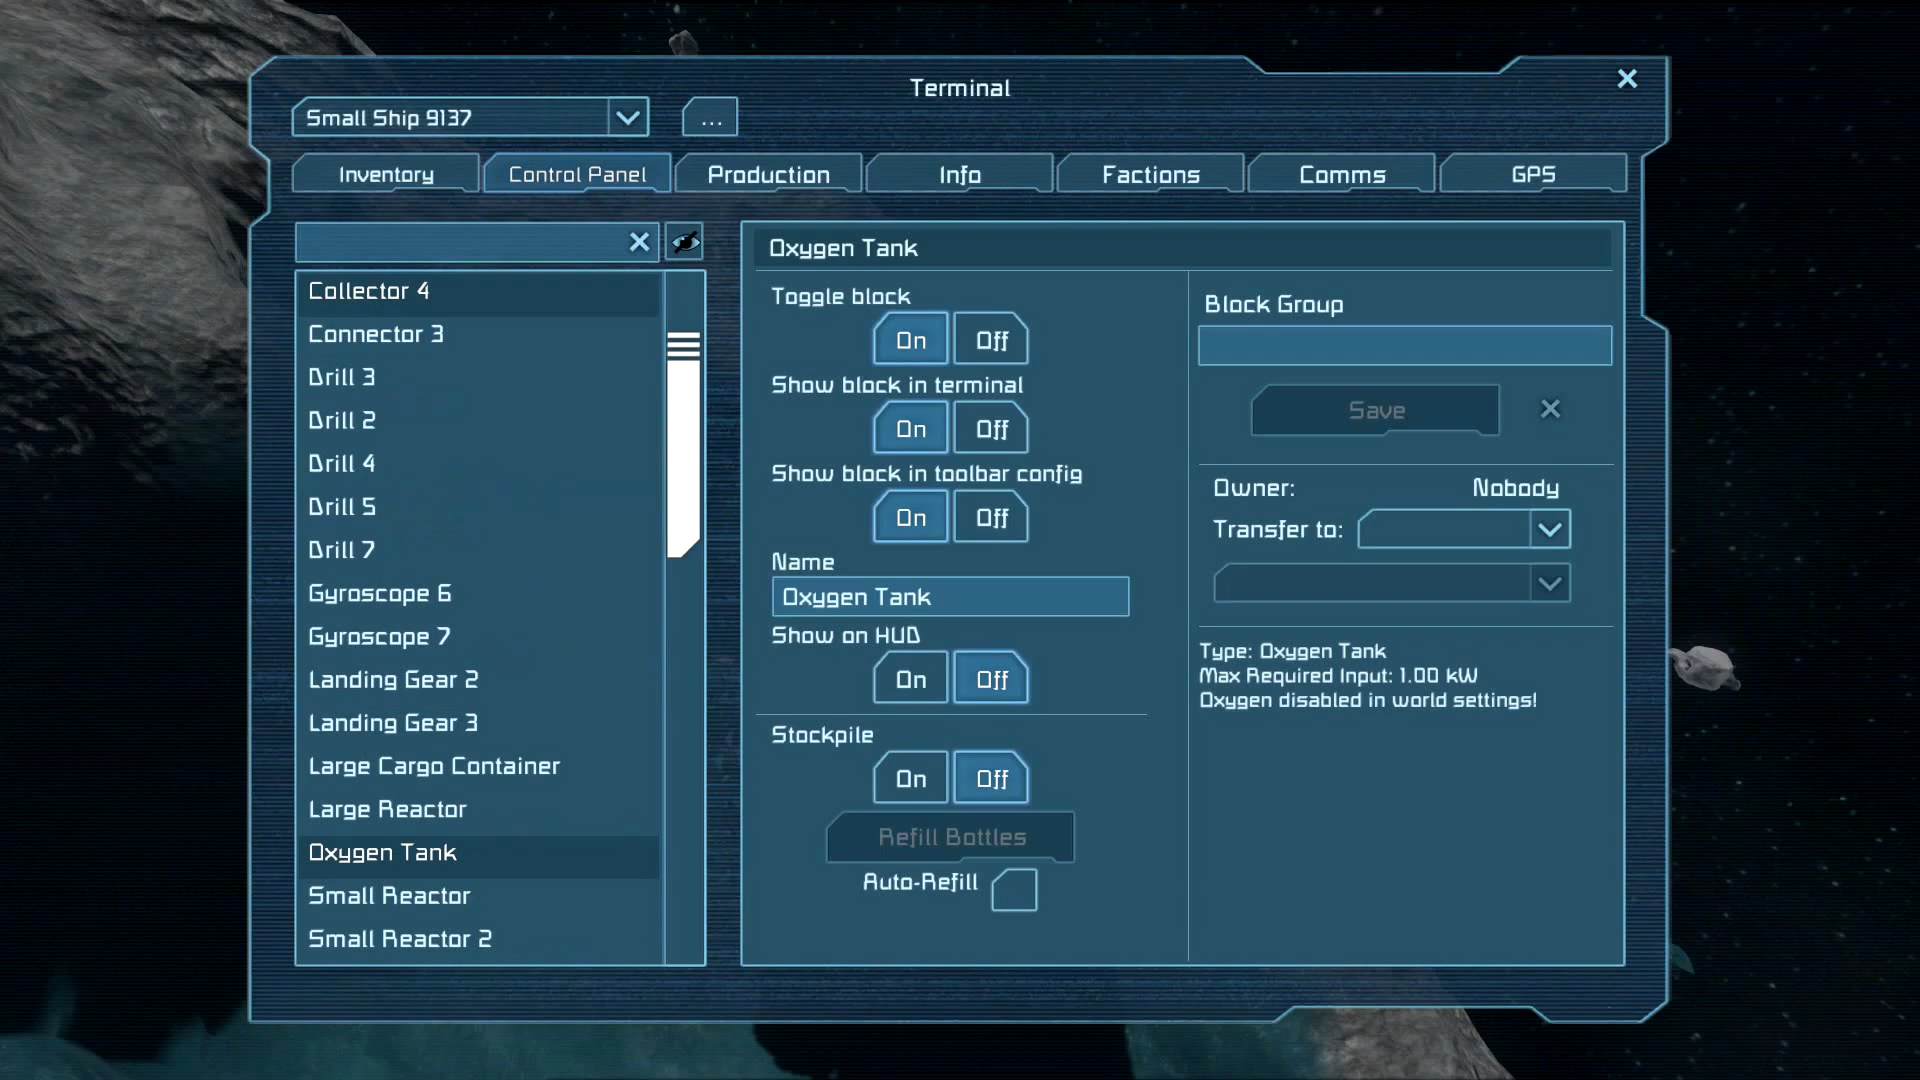 Terminal
Small Ship 9137
...
Inventory
Control Panel
Production
Info
Factions
Comms
GPS
Collector 4
Connector 3
Drill 3
Drill 2
Drill 4
Drill 5
Drill 7
Gyroscope 6
Gyroscope 7
Landing Gear 2
Landing Gear 3
Large Cargo Container
Large Reactor
Oxygen Tank
Small Reactor
Small Reactor 2
Oxygen Tank
Toggle block
On Off
Show block in terminal
On Off
Show block in toolbar config
On Off
Name
Oxygen Tank
Show on HUD
On Off
Stockpile
On Off
Refill Bottles
Auto-Refill
Block Group
Save
Owner: Nobody
Transfer to:
Type: Oxygen Tank
Max Required Input: 1.00 kW
Oxygen disabled in world settings!